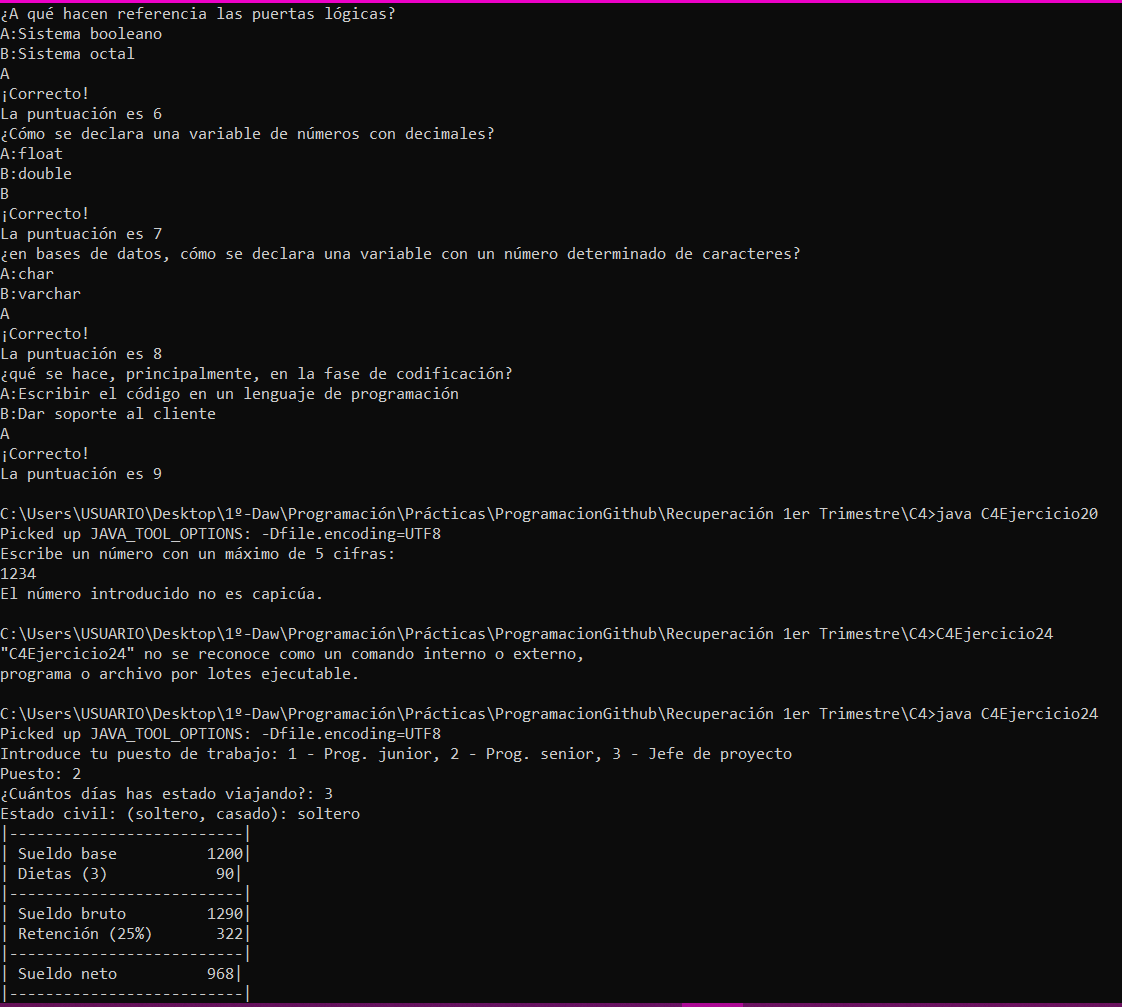 ¿A qué hacen referencia las puertas lógicas?
A:Sistema booleano
B:Sistema octal
A
¡Correcto!
La puntuación es 6
¿Cómo se declara una variable de números con decimales?
A:float
B:double
B
¡Correcto!
La puntuación es 7
¿en bases de datos, cómo se declara una variable con un número determinado de caracteres?
A:char
B:varchar
A
¡Correcto!
La puntuación es 8
¿qué se hace, principalmente, en la fase de codificación?
A:Escribir el código en un lenguaje de programación
B:Dar soporte al cliente
A
¡Correcto!
La puntuación es 9

C:\Users\USUARIO\Desktop\1º-Daw\Programación\Prácticas\ProgramacionGithub\Recuperación 1er Trimestre\C4>java C4Ejercicio20
Picked up JAVA_TOOL_OPTIONS: -Dfile.encoding=UTF8
Escribe un número con un máximo de 5 cifras:
1234
El número introducido no es capicúa.

C:\Users\USUARIO\Desktop\1º-Daw\Programación\Prácticas\ProgramacionGithub\Recuperación 1er Trimestre\C4>C4Ejercicio24
"C4Ejercicio24" no se reconoce como un comando interno o externo,
programa o archivo por lotes ejecutable.

C:\Users\USUARIO\Desktop\1º-Daw\Programación\Prácticas\ProgramacionGithub\Recuperación 1er Trimestre\C4>java C4Ejercicio24
Picked up JAVA_TOOL_OPTIONS: -Dfile.encoding=UTF8
Introduce tu puesto de trabajo: 1 - Prog. junior, 2 - Prog. senior, 3 - Jefe de proyecto
Puesto: 2
¿Cuántos días has estado viajando?: 3
Estado civil: (soltero, casado): soltero
|--------------------------|
| Sueldo base          1200|
| Dietas (3)            90|
|--------------------------|
| Sueldo bruto         1290|
| Retención (25%)       322|
|--------------------------|
| Sueldo neto          968|
|--------------------------|